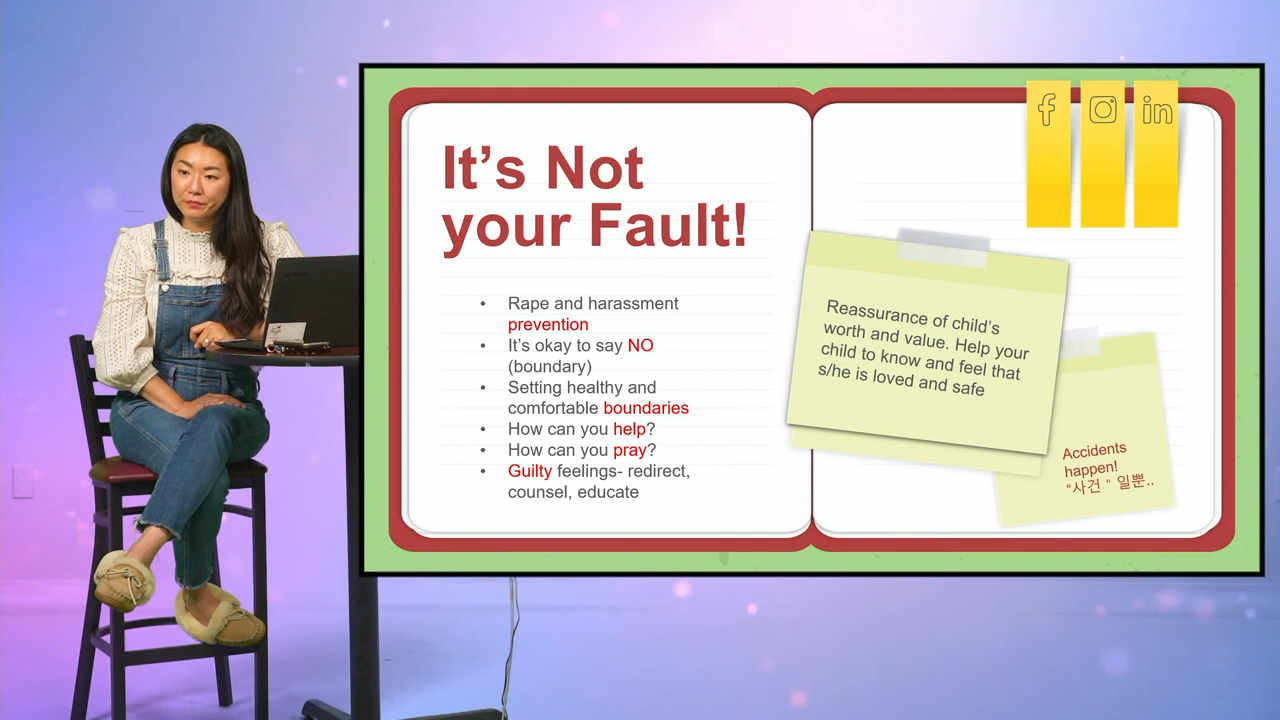 It’s Not
your Fault!
• Rape and harassment
prevention
• It’s okay to say NO
(boundary)
• Setting healthy and
comfortable boundaries
• How can you help?
• How can you pray?
• Guilty feelings- redirect,
counsel, educate
f
in
Reassurance of child’s
worth and value. Help your
child to know and feel that
s/he is loved and safe
Accidents
happen!
“사건 " 일뿐..